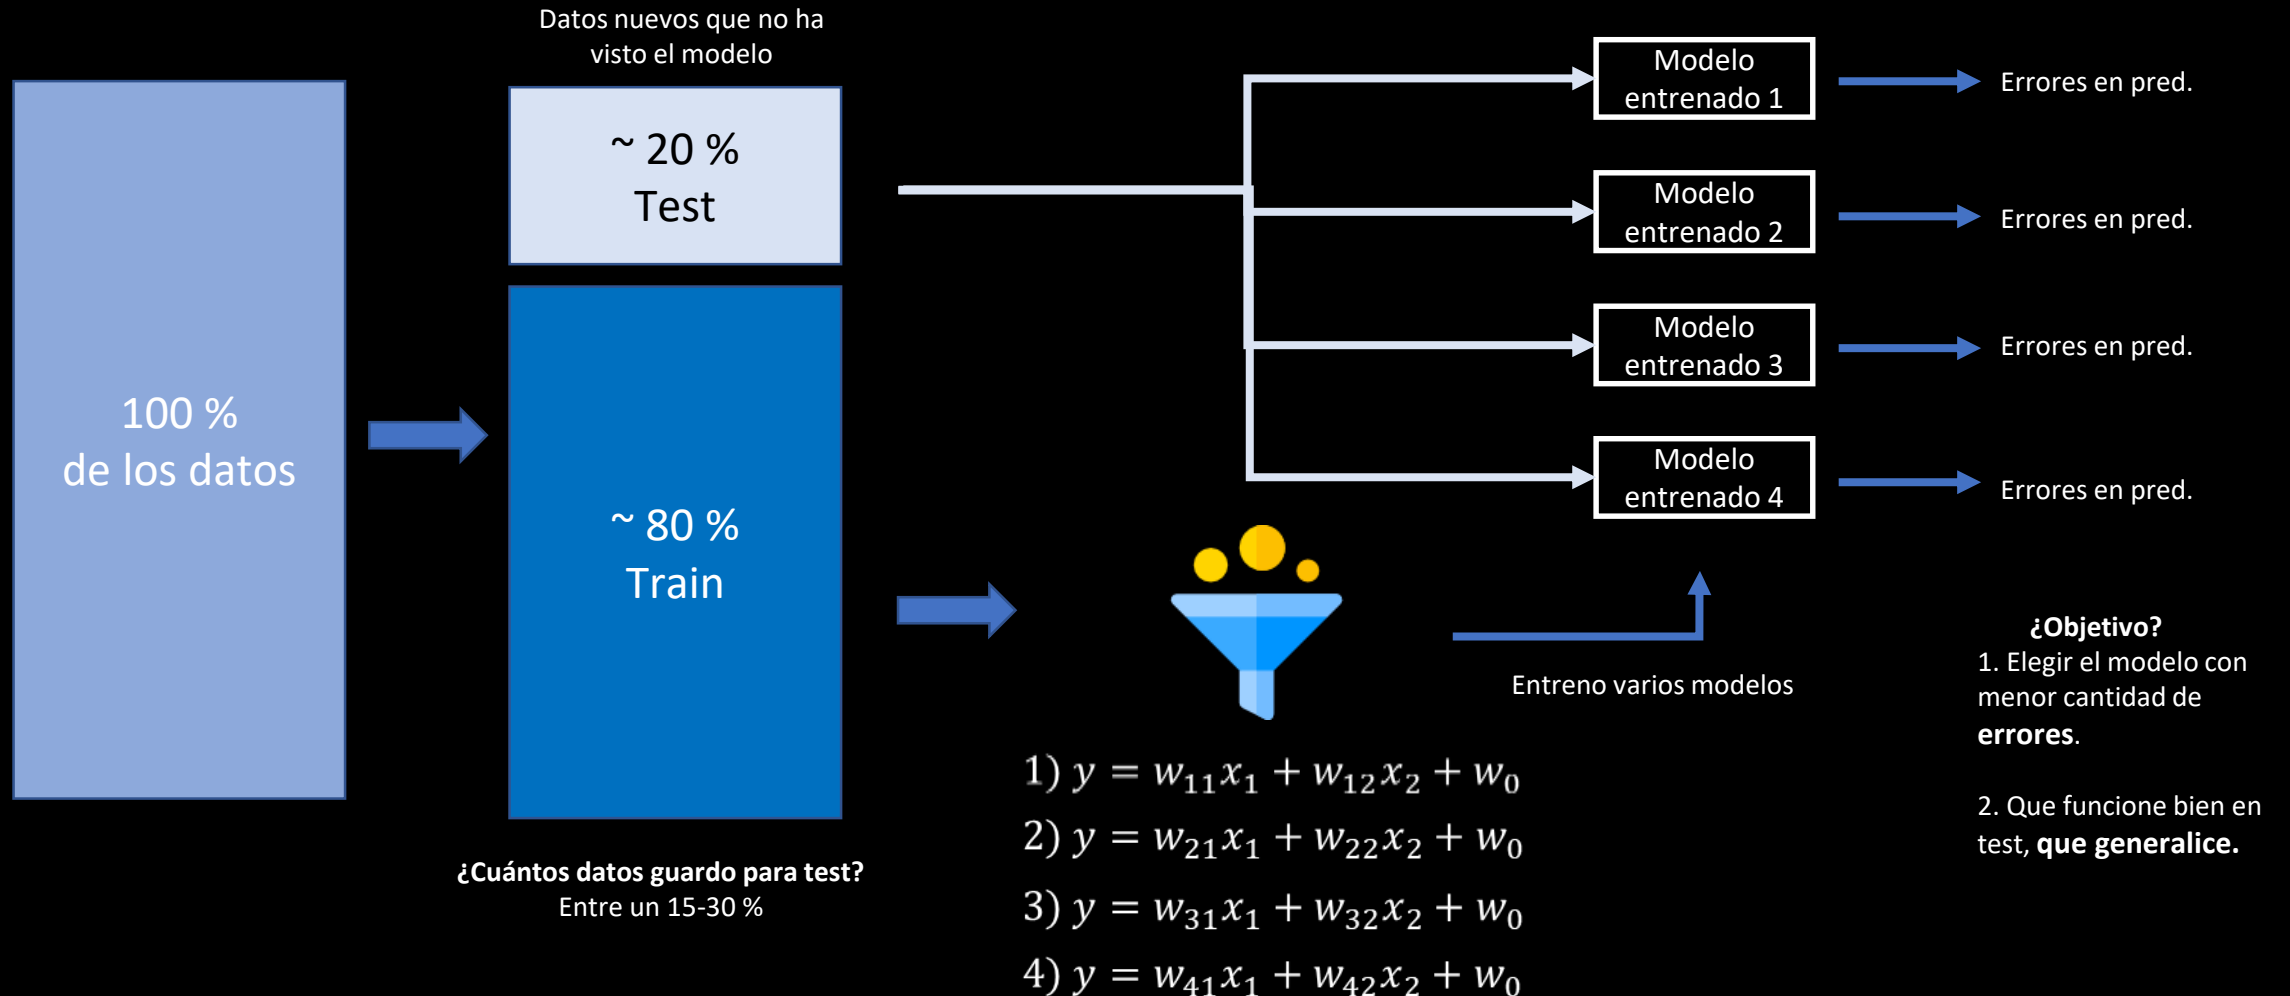 100 %
de los datos
Datos nuevos que no ha
visto el modelo
~ 20 %
Test
~ 80 %
Train
¿Cuántos datos guardo para test?
Entre un 15-30 %
Modelo
entrenado 1
Errores en pred.
Modelo
entrenado 2
Errores en pred.
Modelo
entrenado 3
Errores en pred.
Modelo
entrenado 4
Errores en pred.
Entreno varios modelos
1) y = w₁₁x₁ + w₁₂x₂ + w₀
2) y = w₂₁x₁ + w₂₂x₂ + w₀
3) y = w₃₁x₁ + w₃₂x₂ + w₀
4) y = w₄₁x₁ + w₄₂x₂ + w₀
¿Objetivo?
1. Elegir el modelo con
menor cantidad de
errores.
2. Que funcione bien en
test, que generalice.